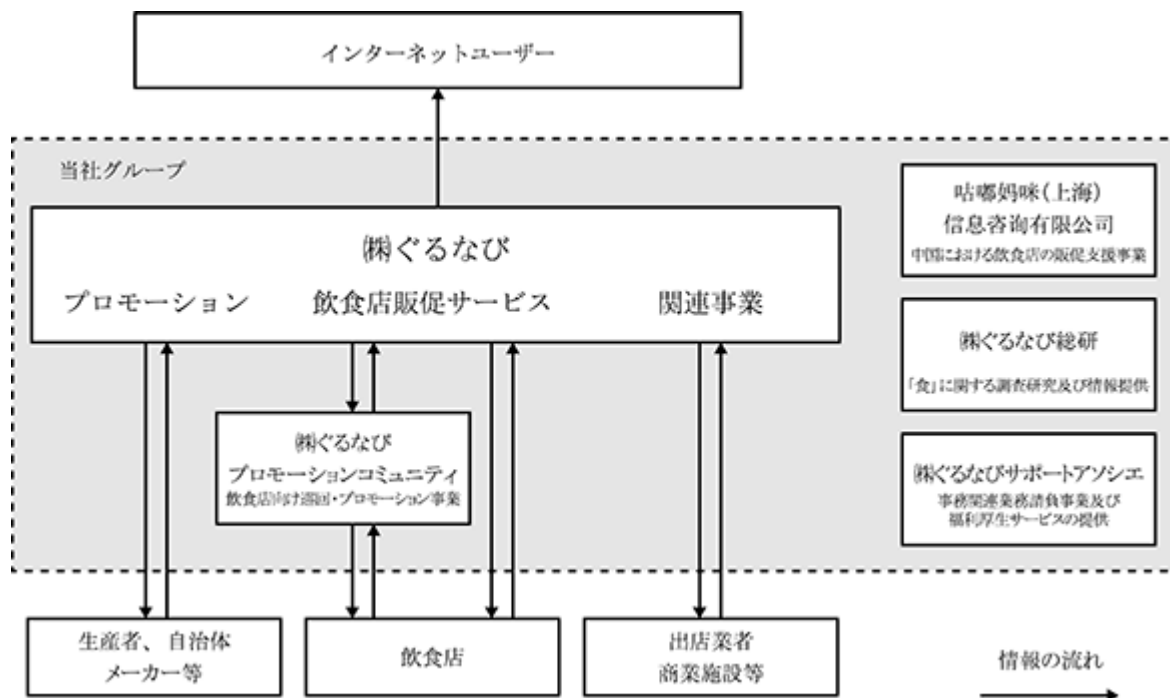 インターネットユーザー
当社グループ
㈱ぐるなび
プロモーション 飲食店販促サービス 関連事業
㈱ぐるなび
プロモーションコミュニティ
飲食店向け巡回・プロモーション事業
咕嘟妈咪(上海)
信息咨询有限公司
中国における飲食店の販促支援事業
㈱ぐるなび総研
「食」に関する調査研究及び情報提供
㈱ぐるなびサポートアソシエ
事務関連業務請負事業及び
福利厚生サービスの提供
生産者、自治体
メーカー等
飲食店
出店業者
商業施設等
情報の流れ